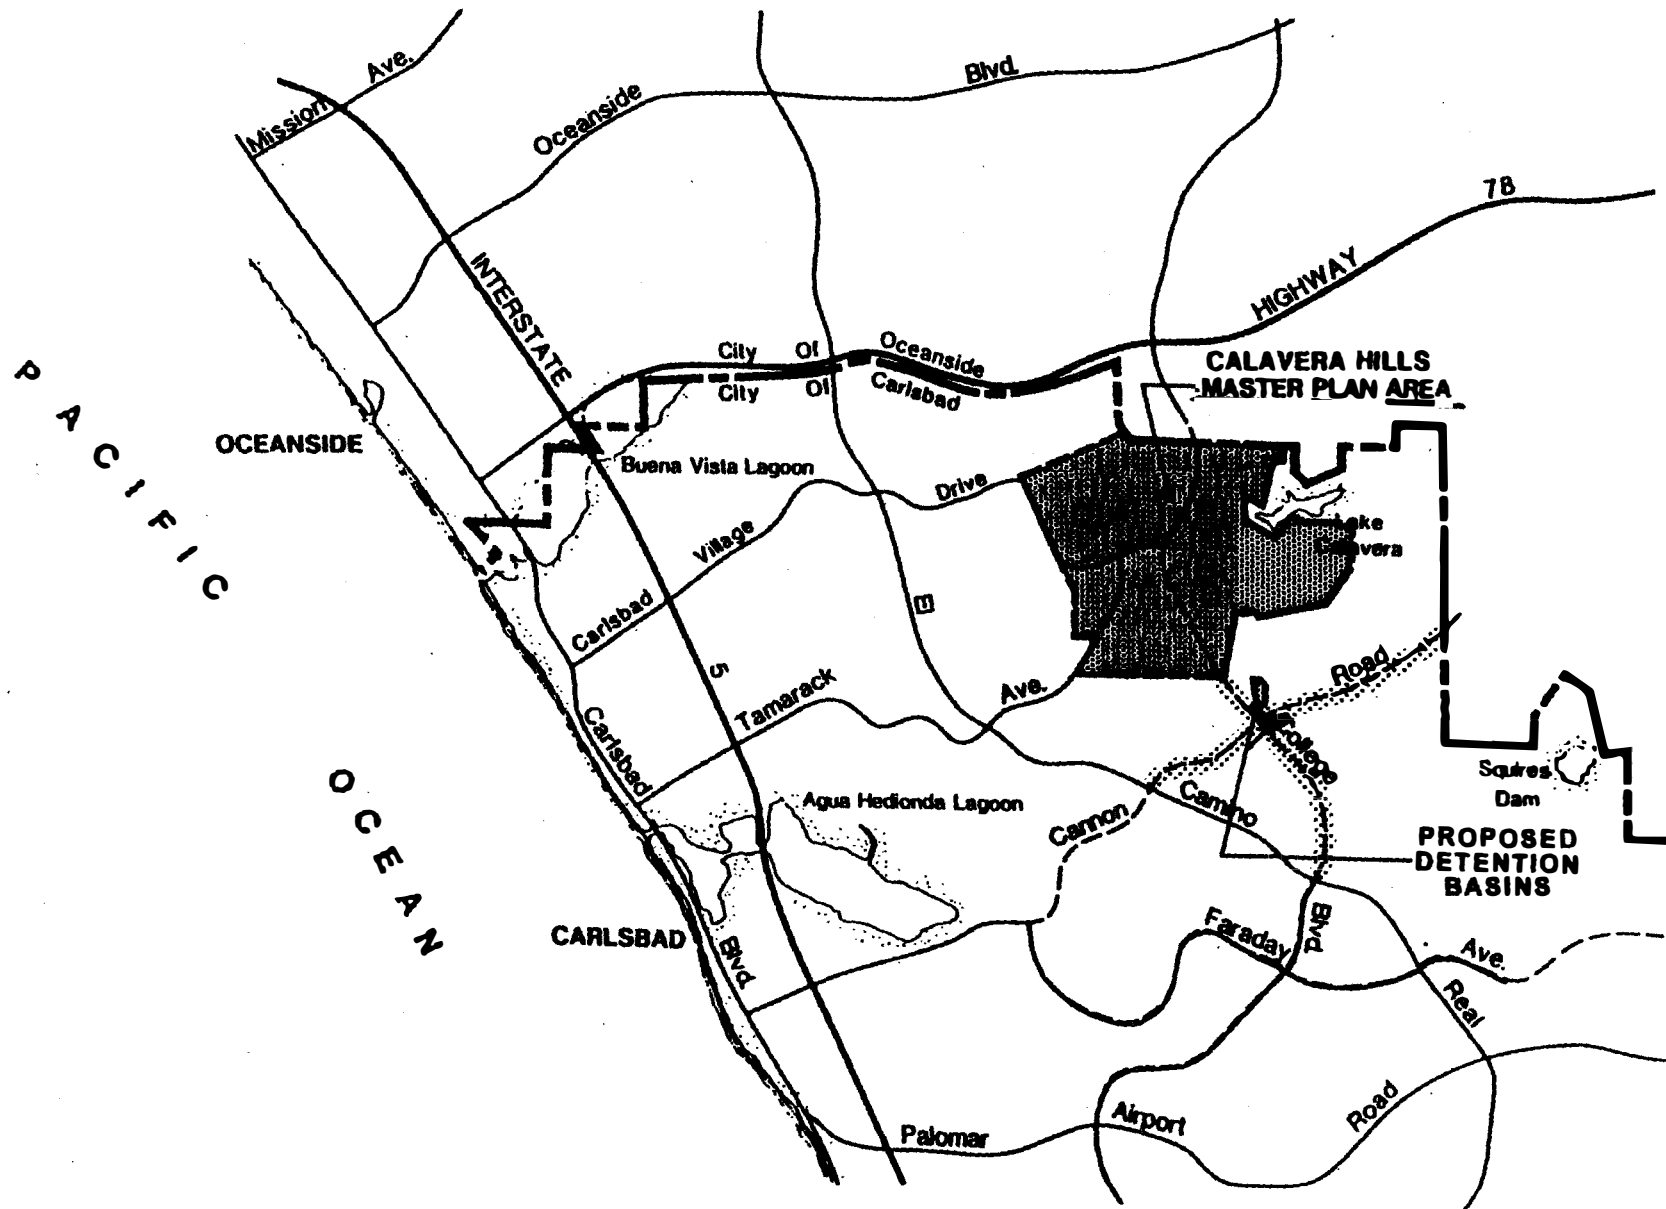 Mission Ave.
Oceanside Blvd.
INTERSTATE 5
HIGHWAY 78
City Of Oceanside
City Of Carlsbad
CALAVERA HILLS
MASTER PLAN AREA
PACIFIC OCEAN
OCEANSIDE
Buena Vista Lagoon
Carlsbad Village Drive
Lake
Calavera
El
Camino Real
Tamarack Ave.
Carlsbad Blvd.
Cannon Road
College Blvd.
Squires
Dam
Agua Hedionda Lagoon
PROPOSED
DETENTION
BASINS
CARLSBAD
Faraday Ave.
Palomar Airport Road